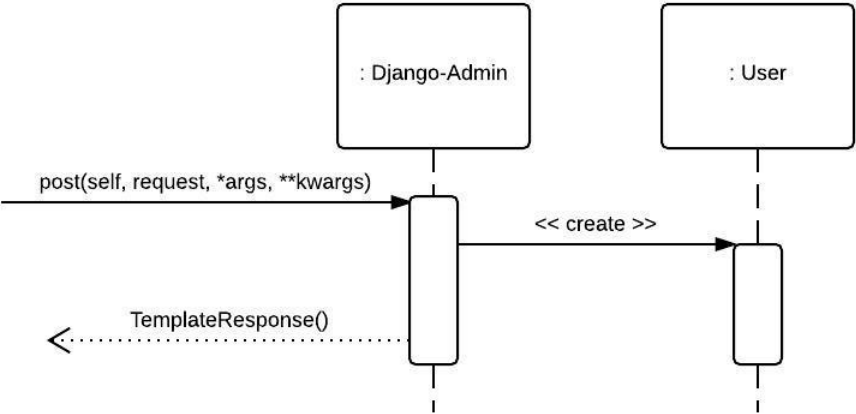 : Django-Admin
: User
post(self, request, *args, **kwargs)
<< create >>
TemplateResponse()